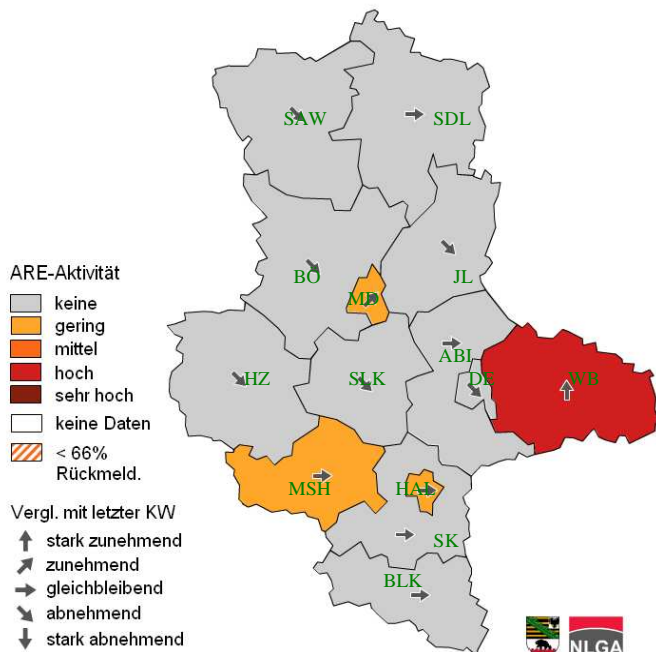 SAW
SDL
BO
JL
MD
ARE-Aktivität
keine
gering
mittel
hoch
sehr hoch
keine Daten
< 66%
Rückmeld.
HZ
SLK
ABI
DE
WB
MSH
HAL
SK
BLK
Vergl. mit letzter KW
stark zunehmend
zunehmend
gleichbleibend
abnehmend
stark abnehmend
NLGA